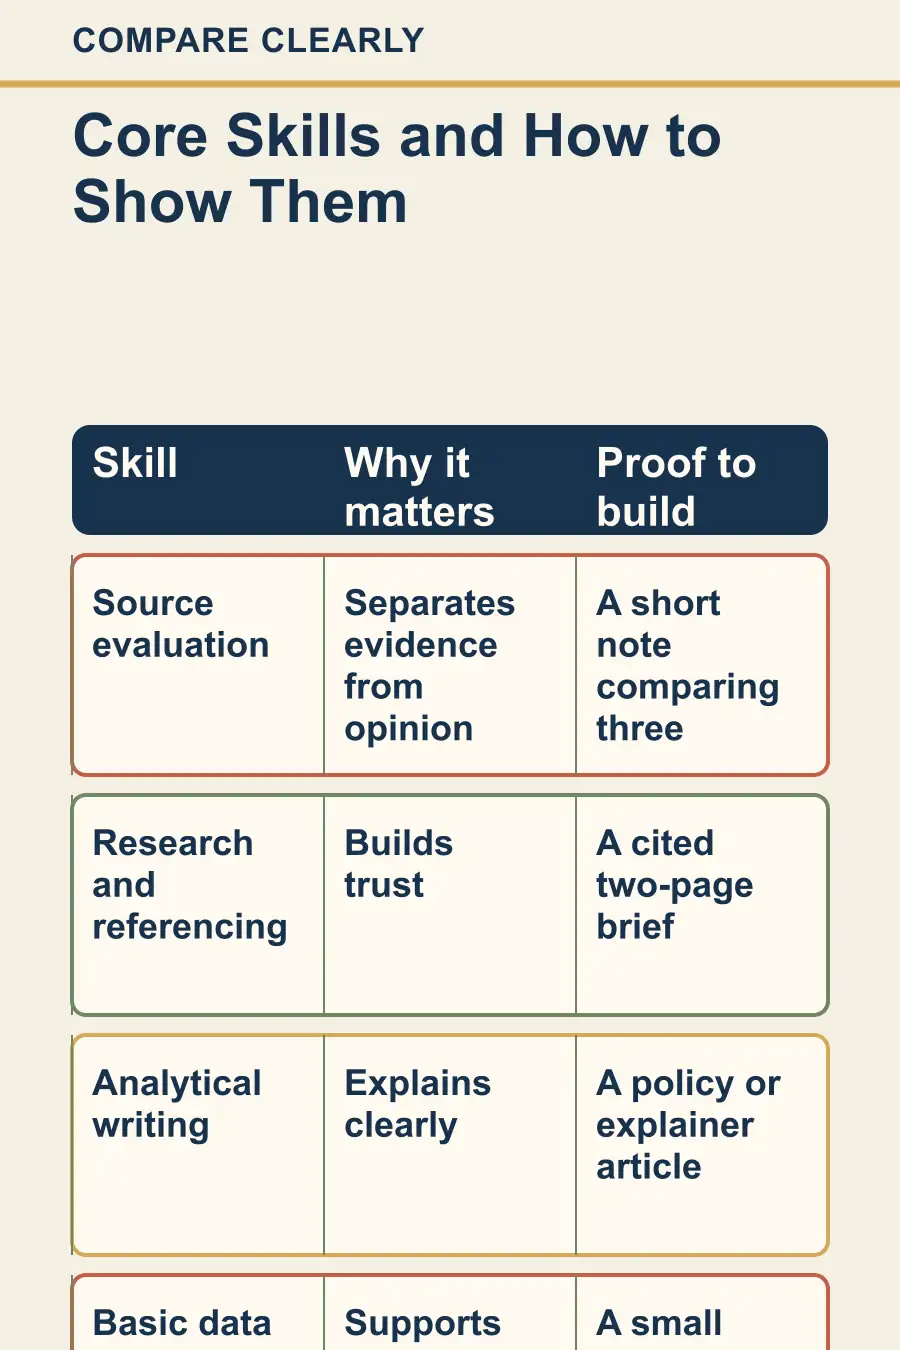 COMPARE CLEARLY
Core Skills and How to
Show Them
Skill
Why it
matters
Proof to
build
Source
evaluation
Separates
evidence
from
opinion
A short
note
comparing
three
Research
and
referencing
Builds
trust
A cited
two-page
brief
Analytical
writing
Explains
clearly
A policy or
explainer
article
Basic data
Supports
A small